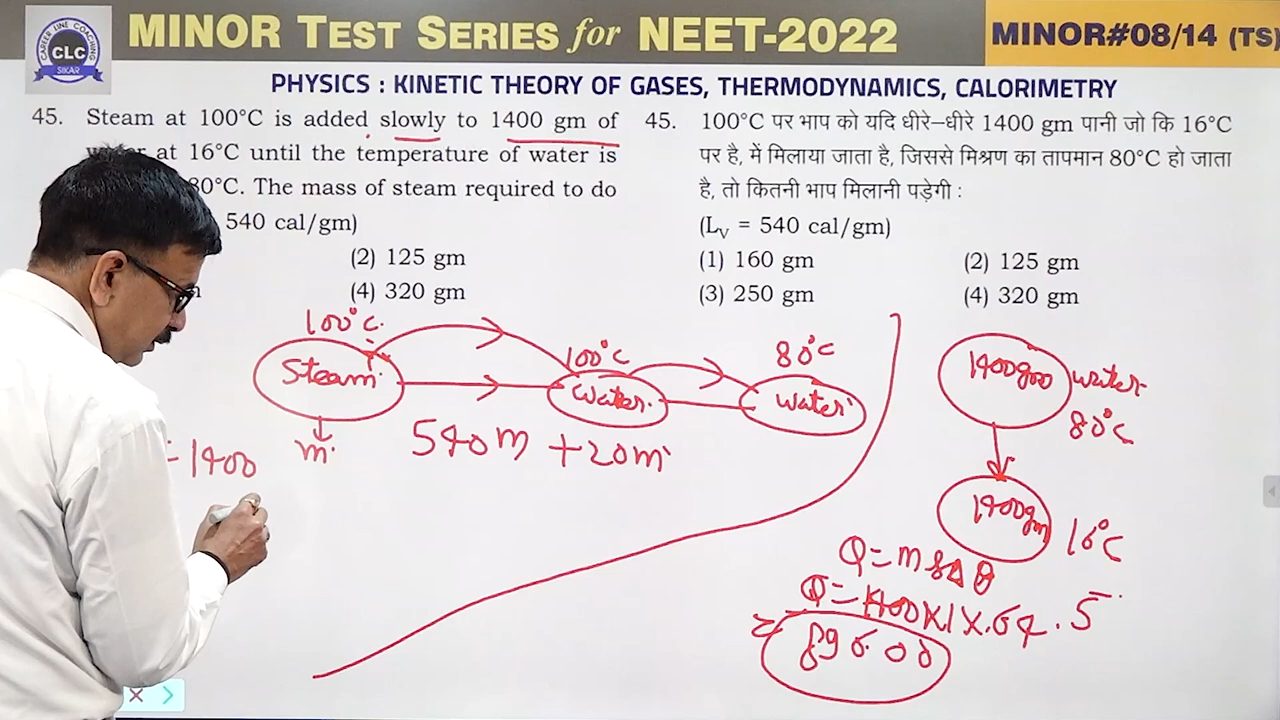 CAREER LINE COACHING
CLC
SIKAR
MINOR TEST SERIES for NEET-2022
MINOR#08/14 (TS)
PHYSICS : KINETIC THEORY OF GASES, THERMODYNAMICS, CALORIMETRY
45. Steam at 100°C is added slowly to 1400 gm of
at 16°C until the temperature of water is
80°C. The mass of steam required to do
540 cal/gm)
(2) 125 gm
(4) 320 gm
45. 100°C पर भाप को यदि धीरे–धीरे 1400 gm पानी जो कि 16°C
पर है, में मिलाया जाता है, जिससे मिश्रण का तापमान 80°C हो जाता
है, तो कितनी भाप मिलानी पड़ेगी :
(Lᵥ = 540 cal/gm)
(1) 160 gm (2) 125 gm
(3) 250 gm (4) 320 gm
100°C
Steam
m
100°C
water
80°C
water
540m + 20m
= 1400
water
80°C
1400gm
16°C
Q = mSΔθ
Q = 1400×1×64
= 89600